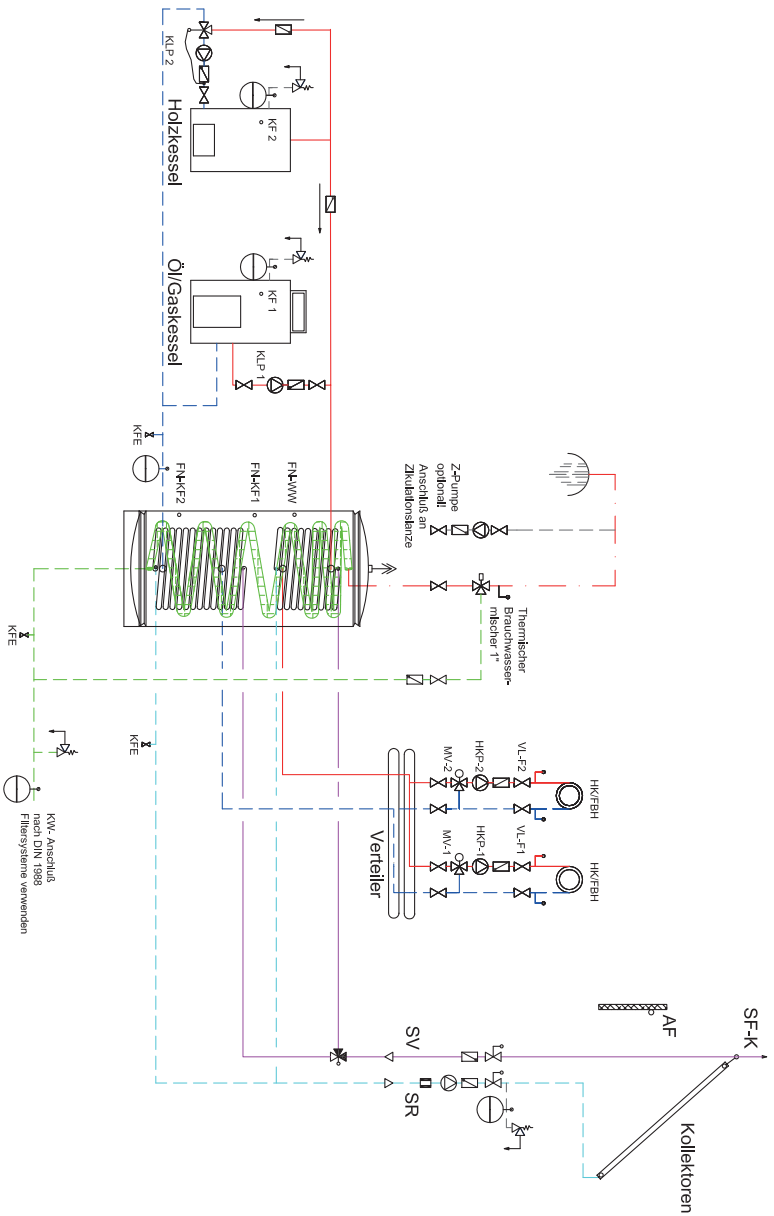 KLP 2
Holzkessel
KF 2
Öl/Gaskessel
KF 1
KLP 1
KFE
FN-KF2
FN-KF1
FN-WW
Z-Pumpe
optional!
Anschluß an
Zikulationslanze
Thermischer
Brauchwasser-
mischer 1"
KFE
KFE
KW- Anschluß
nach DIN 1988
Filtersysteme verwenden
Verteiler
MV-2
HKP-2
VL-F2
HK/FBH
MV-1
HKP-1
VL-F1
HK/FBH
SV
SR
AF
SF-K
Kollektoren